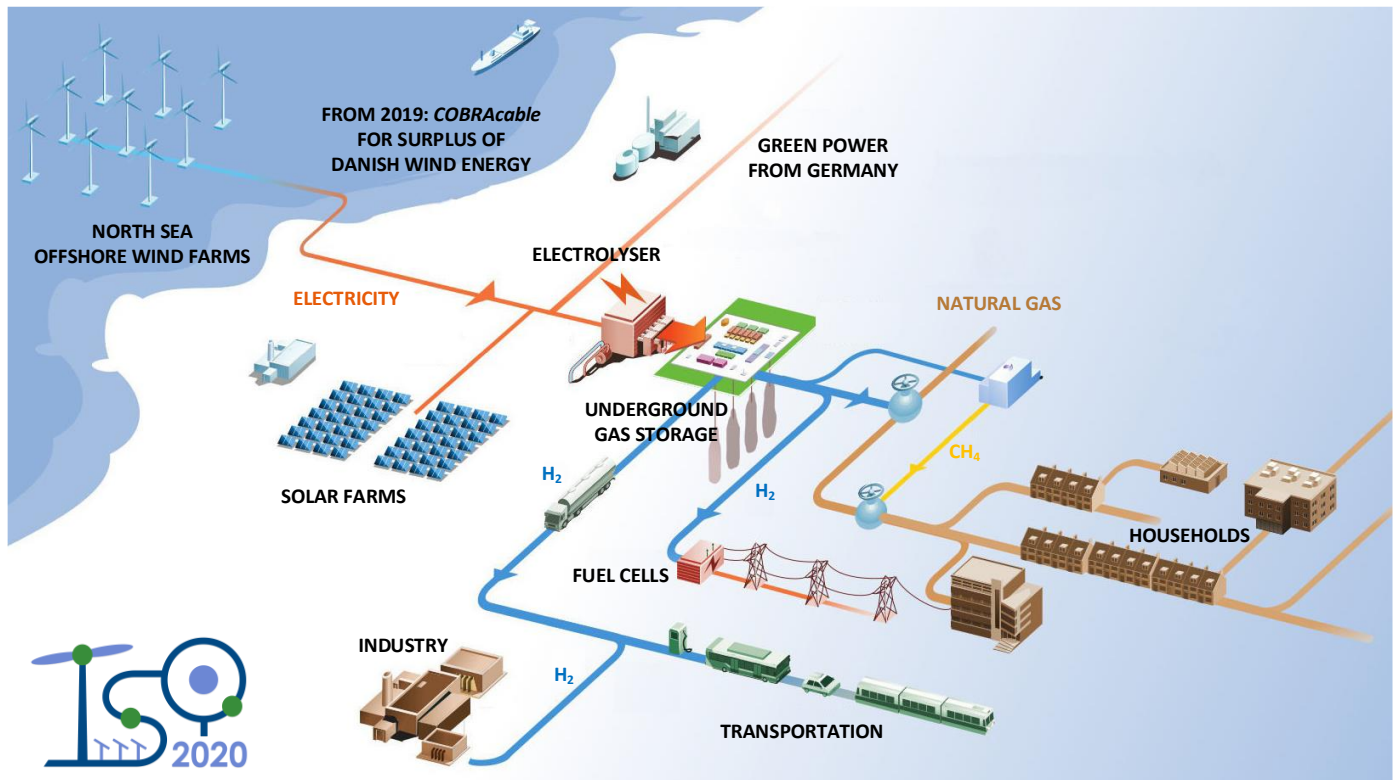 FROM 2019: COBRAcable
FOR SURPLUS OF
DANISH WIND ENERGY
GREEN POWER
FROM GERMANY
NORTH SEA
OFFSHORE WIND FARMS
ELECTROLYSER
ELECTRICITY
NATURAL GAS
UNDERGROUND
GAS STORAGE
CH₄
H₂
H₂
SOLAR FARMS
HOUSEHOLDS
FUEL CELLS
INDUSTRY
H₂
TRANSPORTATION
TSO
2020